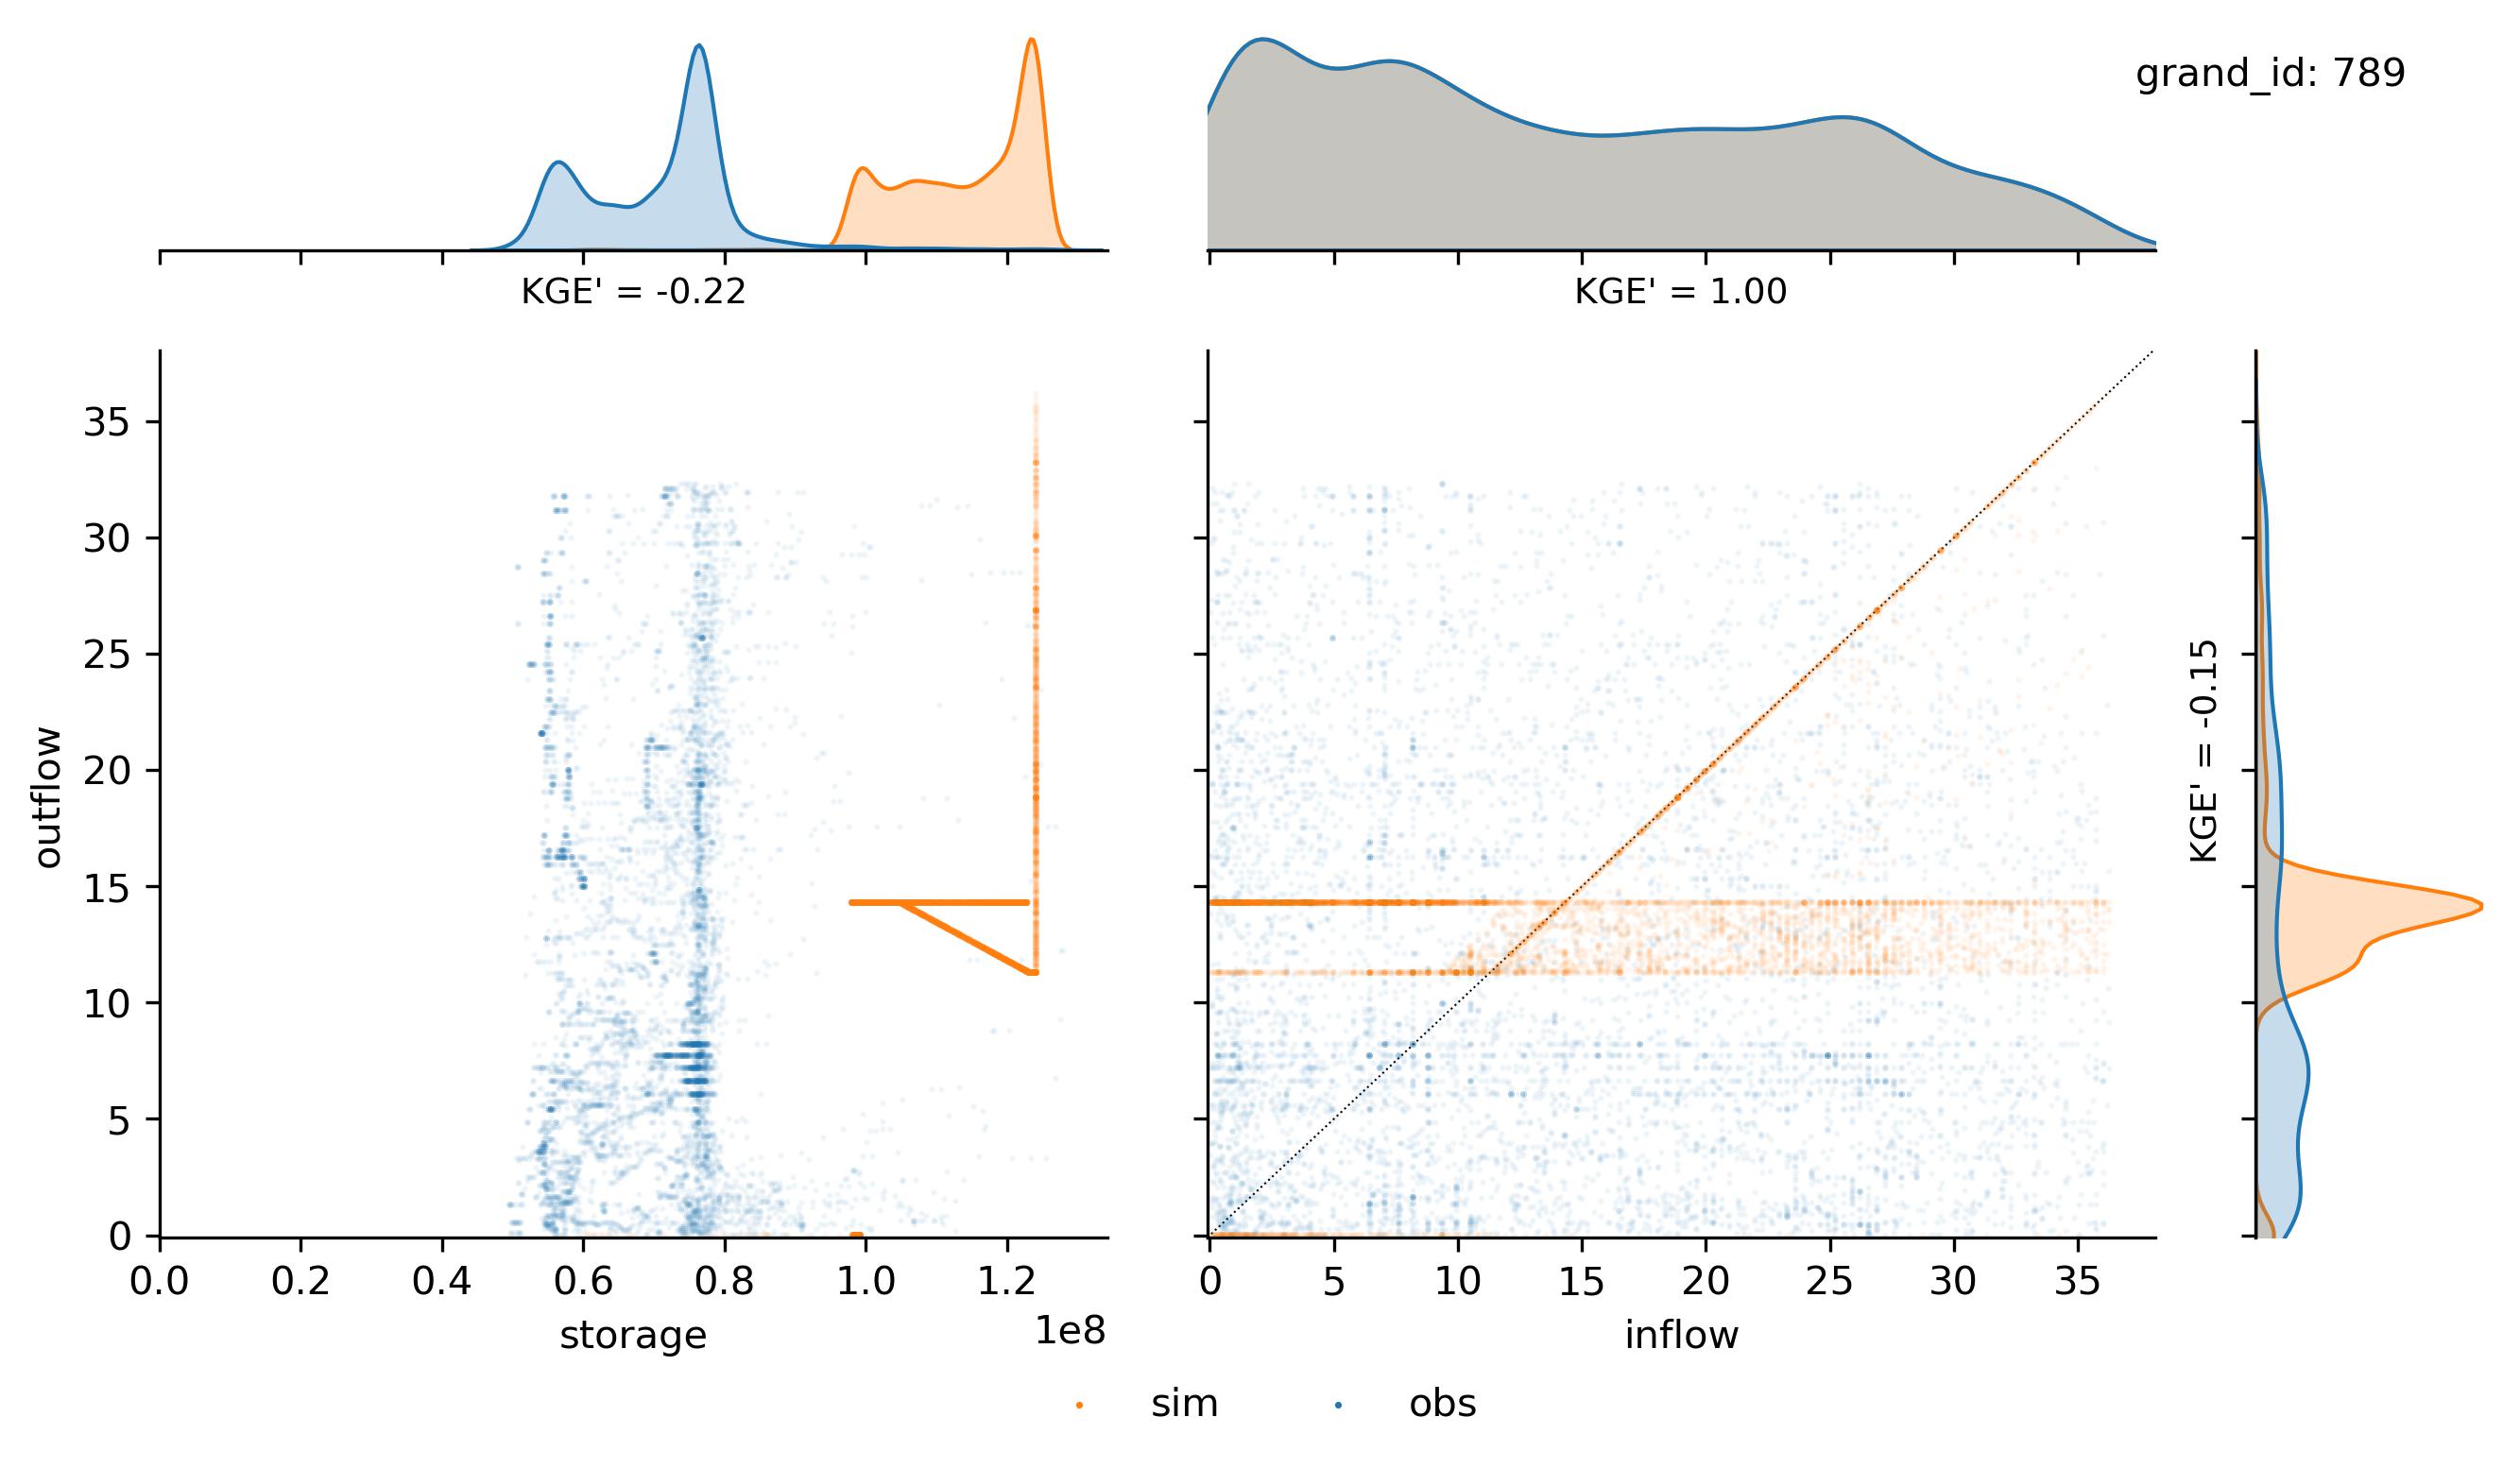 grand_id: 789
KGE' = -0.22
KGE' = 1.00
outflow
35
30
25
20
15
10
5
0
KGE' = -0.15
0.0 0.2 0.4 0.6 0.8 1.0 1.2
1e8
storage
0 5 10 15 20 25 30 35
inflow
sim obs